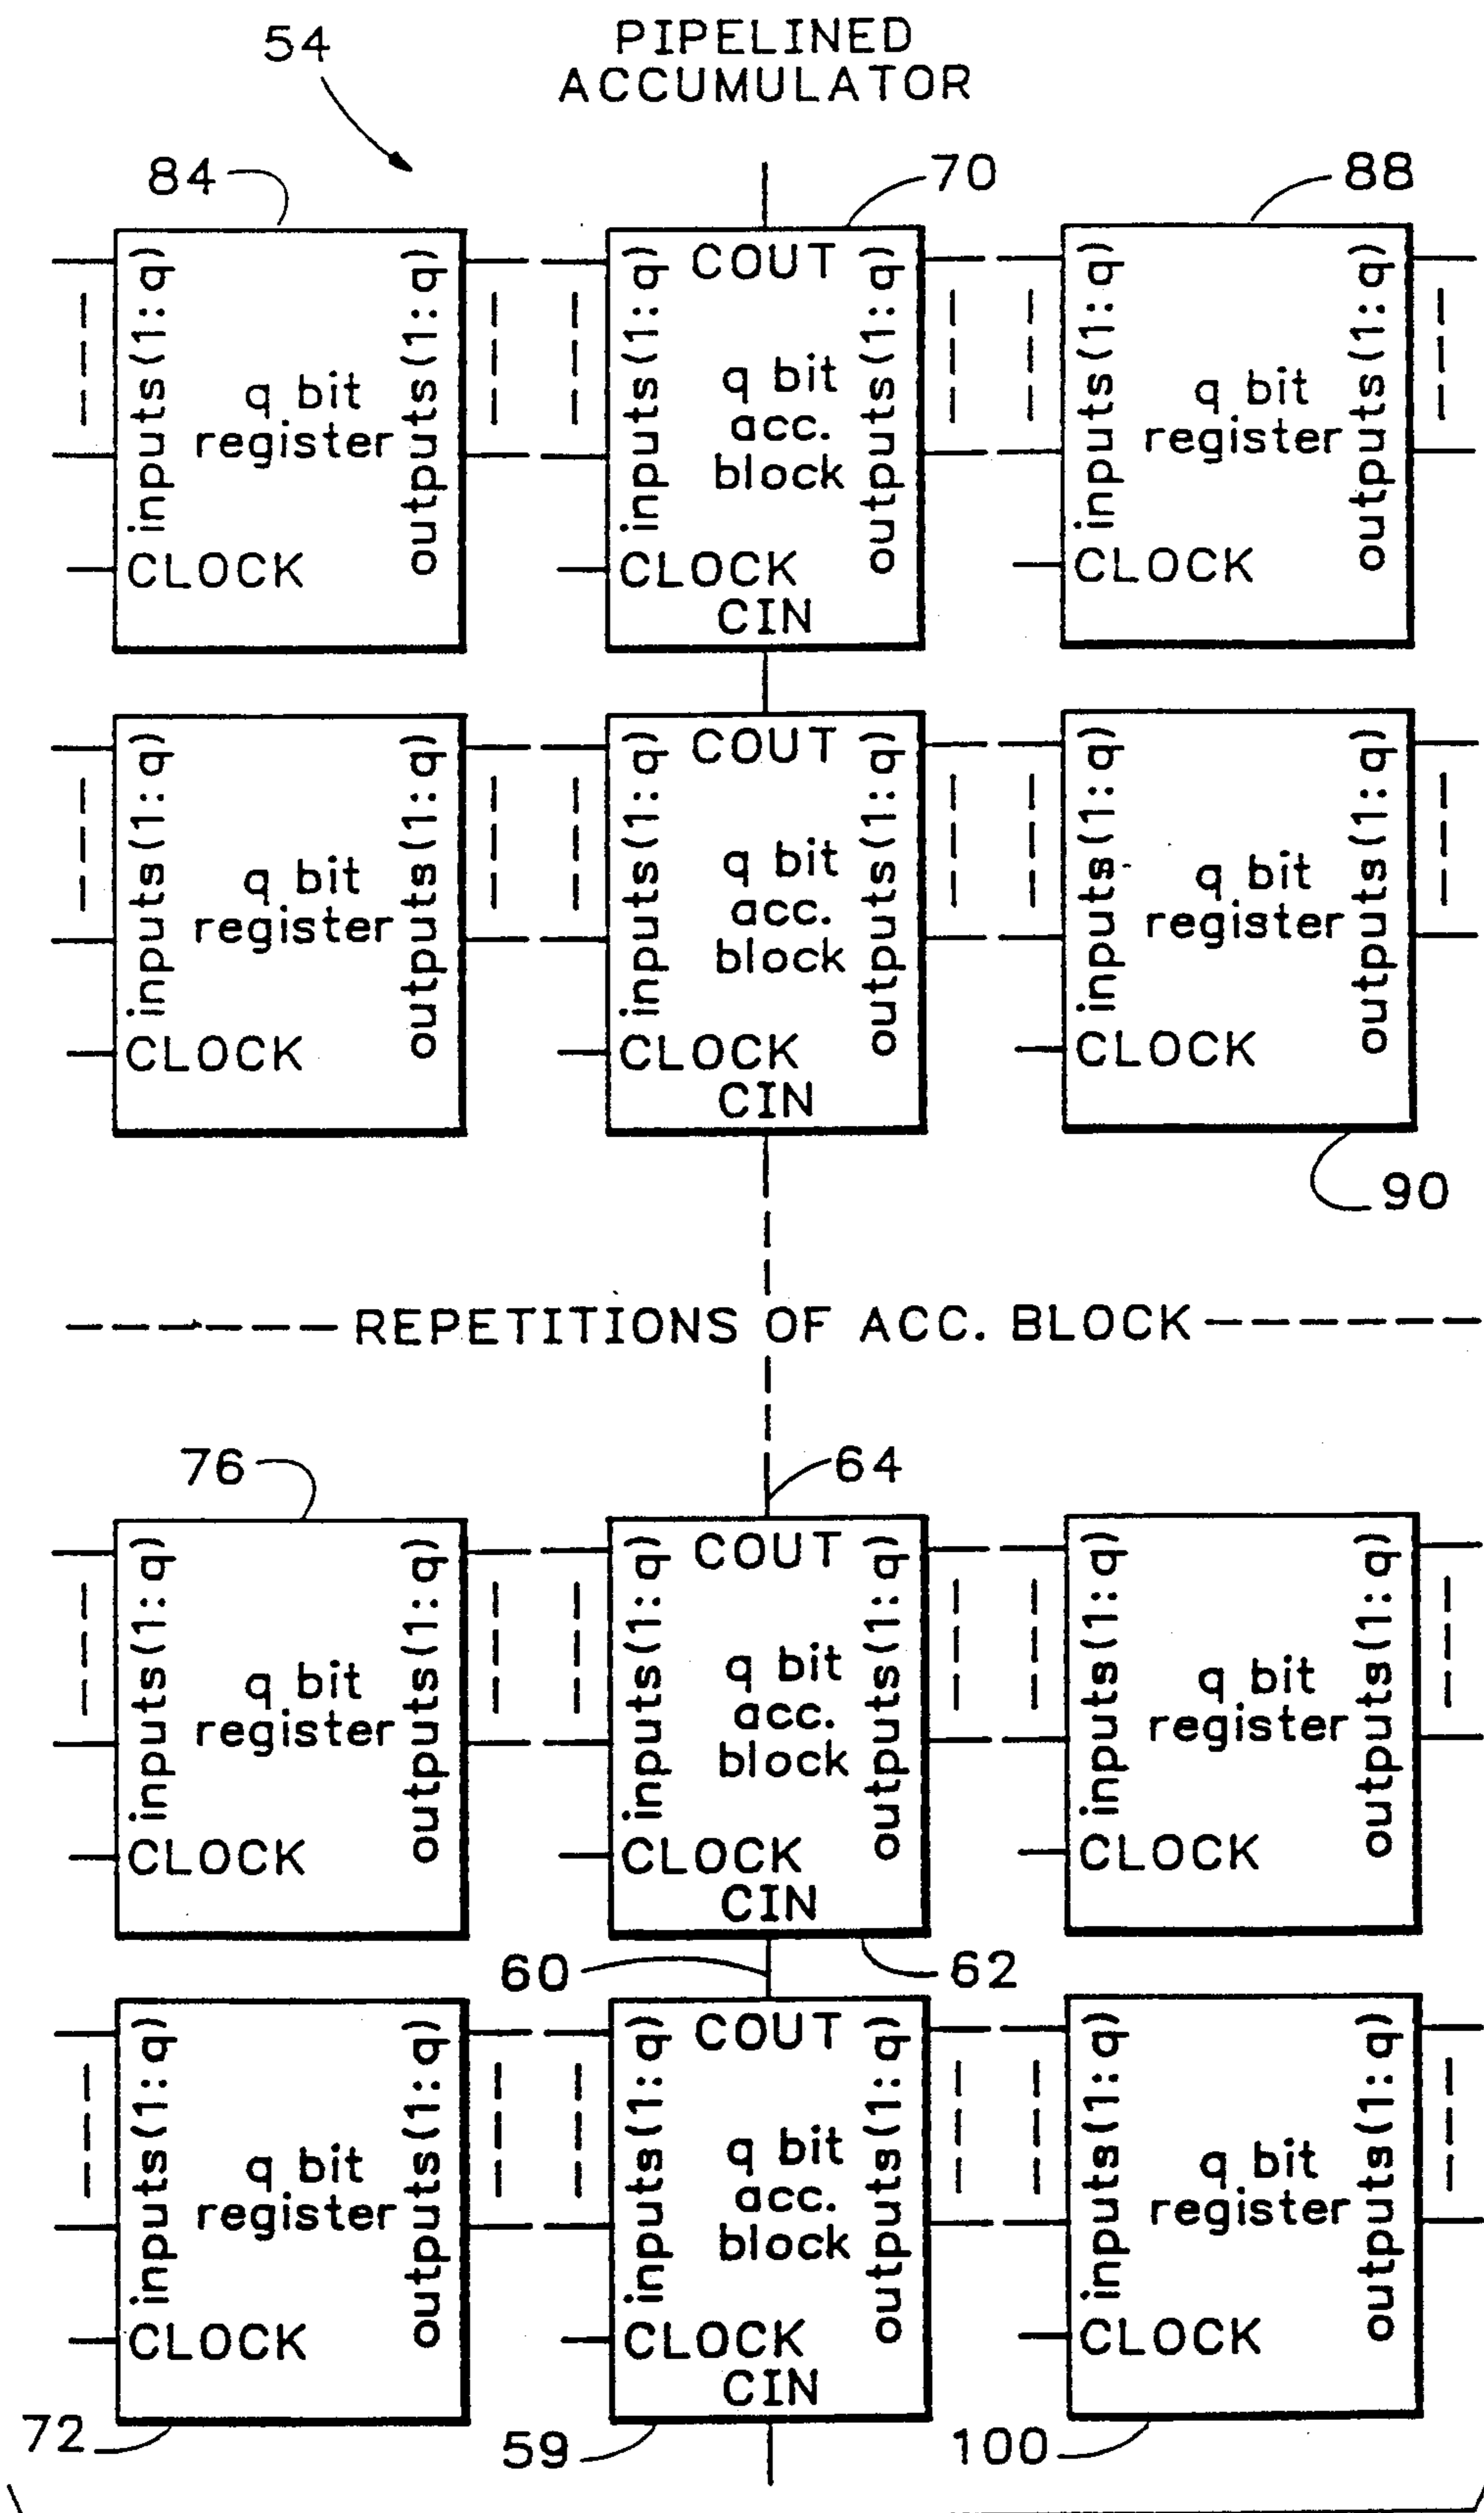 54
PIPELINED
ACCUMULATOR
84
70
88
inputs(1:q)
q bit
register
outputs(1:q)
CLOCK
COUT
inputs(1:q)
q bit
acc.
block
outputs(1:q)
CLOCK
CIN
inputs(1:q)
q bit
register
outputs(1:q)
CLOCK
inputs(1:q)
q bit
register
outputs(1:q)
CLOCK
COUT
inputs(1:q)
q bit
acc.
block
outputs(1:q)
CLOCK
CIN
inputs(1:q)
q bit
register
outputs(1:q)
CLOCK
90
REPETITIONS OF ACC. BLOCK
76
64
inputs(1:q)
q bit
register
outputs(1:q)
CLOCK
COUT
inputs(1:q)
q bit
acc.
block
outputs(1:q)
CLOCK
CIN
inputs(1:q)
q bit
register
outputs(1:q)
CLOCK
60
62
inputs(1:q)
q bit
register
outputs(1:q)
CLOCK
COUT
inputs(1:q)
q bit
acc.
block
outputs(1:q)
CLOCK
CIN
inputs(1:q)
q bit
register
outputs(1:q)
CLOCK
72
59
100